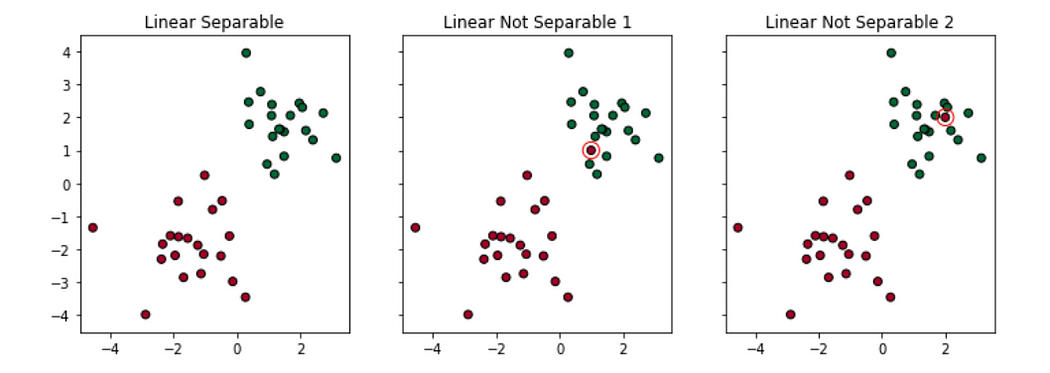 Linear Separable
Linear Not Separable 1
Linear Not Separable 2
4
3
2
1
0
−1
−2
−3
−4
−4 −2 0 2
−4 −2 0 2
−4 −2 0 2